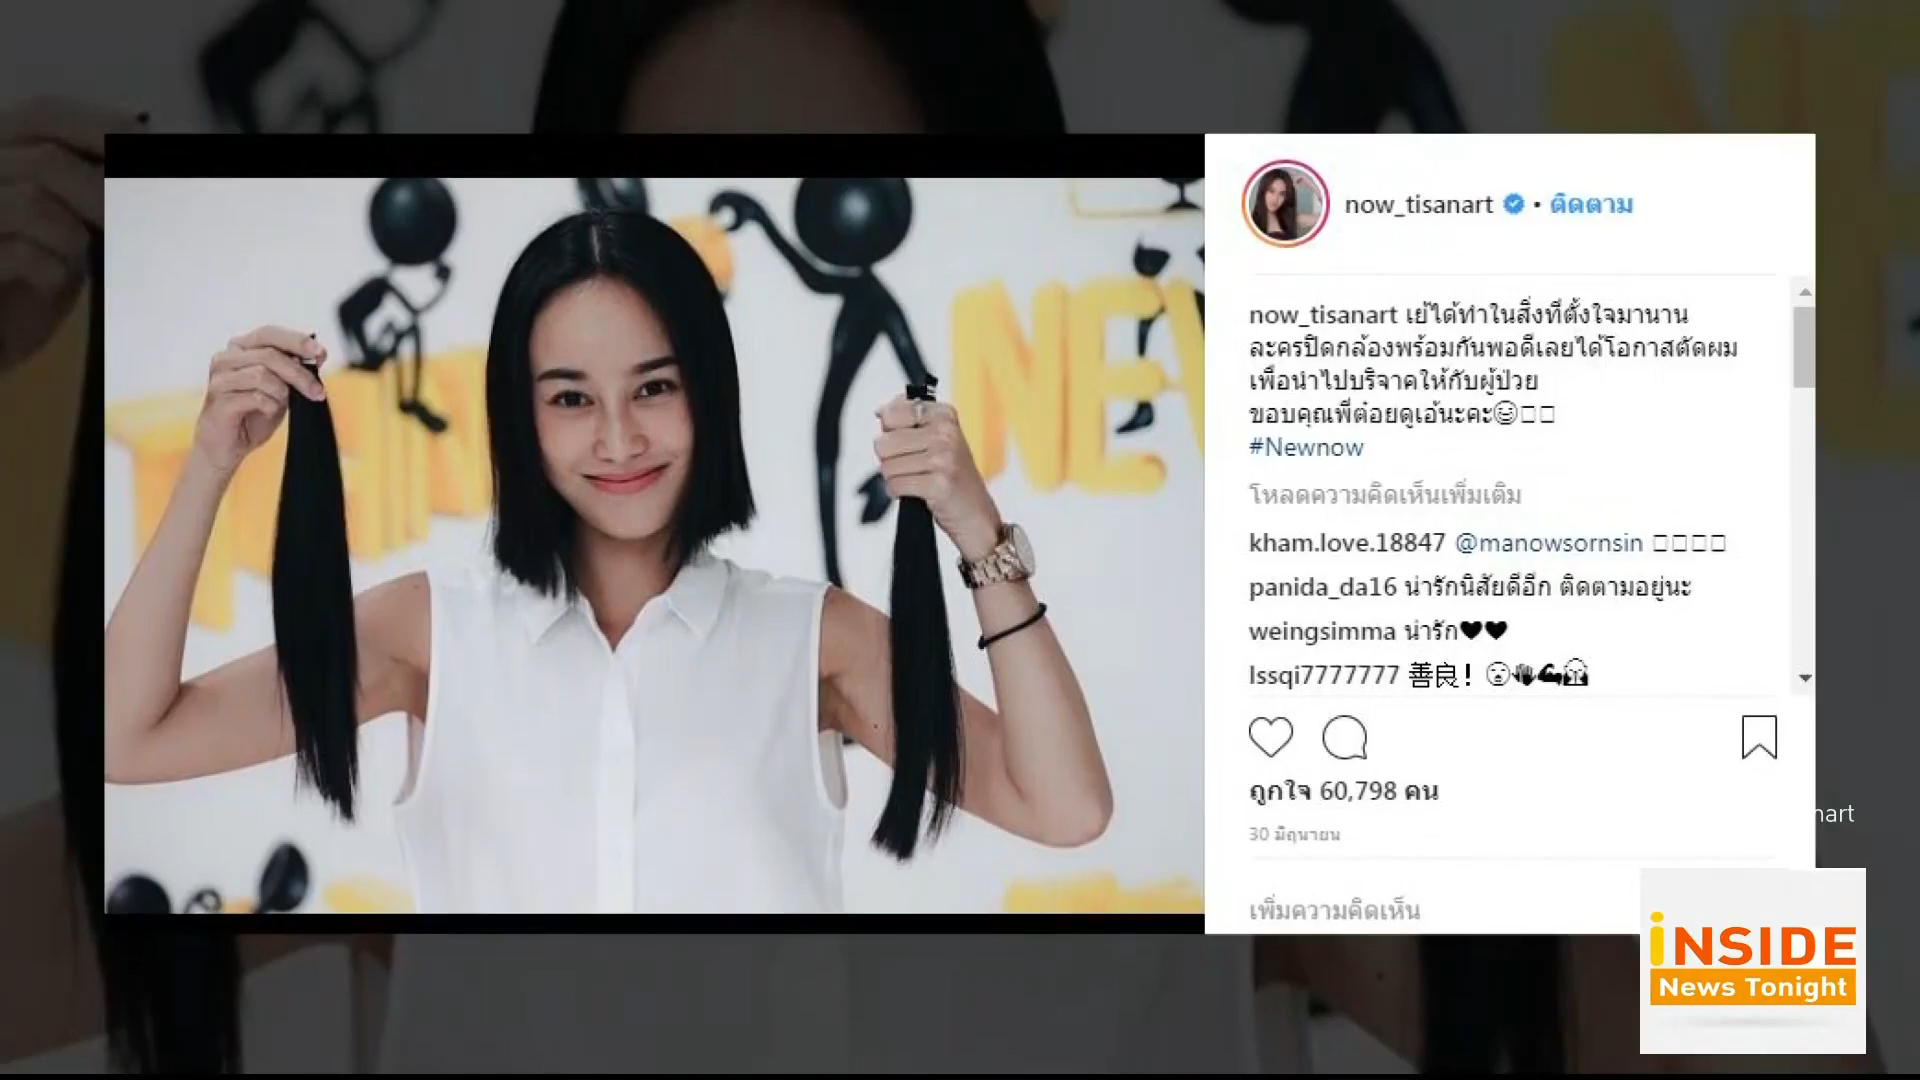 now_tisanart • ติดตาม
now_tisanart เย้ได้ทำในสิ่งที่ตั้งใจมานาน
ละครปิดกล้องพร้อมกันพอดีเลยได้โอกาสตัดผม
เพื่อนำไปบริจาคให้กับผู้ป่วย
ขอบคุณพี่ต๋อยดูเอ้นะคะ
#Newnow
โหลดความคิดเห็นเพิ่มเติม
kham.love.18847 @manowsornsin
panida_da16 น่ารักนิสัยดีอีก ติดตามอยู่นะ
weingsimma น่ารัก🖤🖤
lssqi7777777 善良!
ถูกใจ 60,798 คน
30 มิถุนายน
เพิ่มความคิดเห็น
iNSIDE
News Tonight